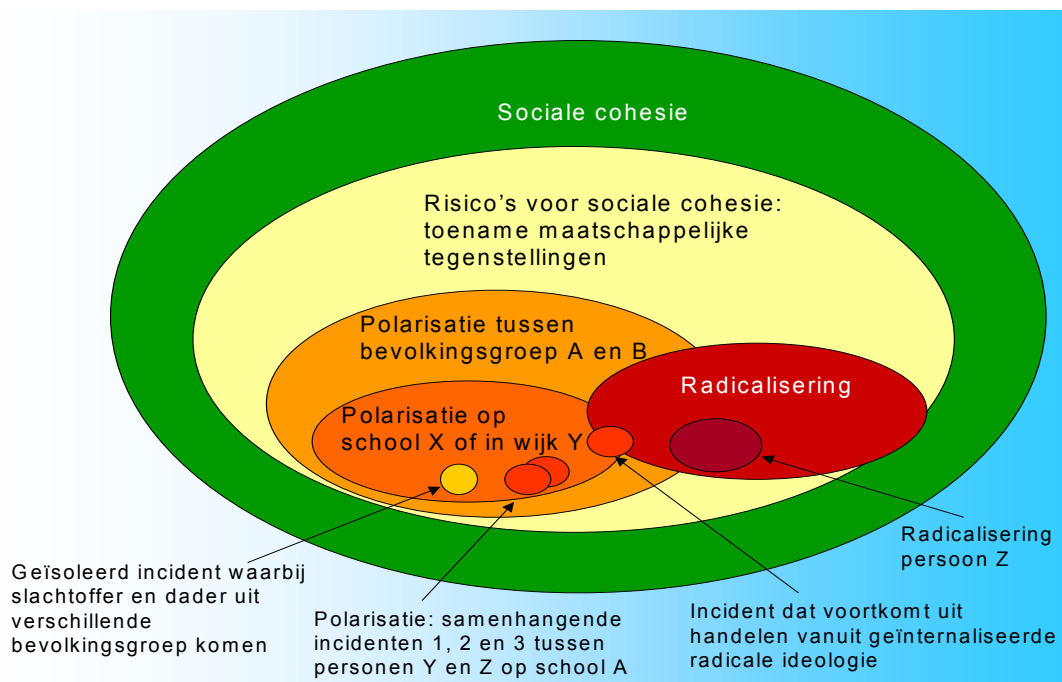 Sociale cohesie
Risico's voor sociale cohesie:
toename maatschappelijke
tegenstellingen
Polarisatie tussen
bevolkingsgroep A en B
Radicalisering
Polarisatie op
school X of in wijk Y
Radicalisering
persoon Z
Geïsoleerd incident waarbij
slachtoffer en dader uit
verschillende
bevolkingsgroep komen
Polarisatie: samenhangende
incidenten 1, 2 en 3 tussen
personen Y en Z op school A
Incident dat voortkomt uit
handelen vanuit geïnternaliseerde
radicale ideologie